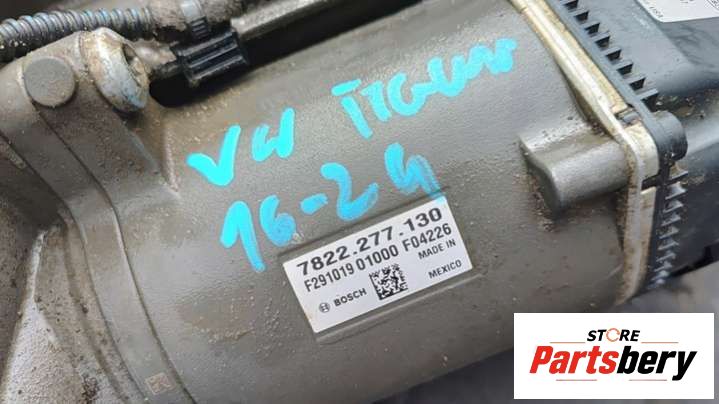 VW TIGUAN
16-24
7822.277.130
F291019 01000 F04226
BOSCH
MADE IN
MEXICO
STORE
Partsbery